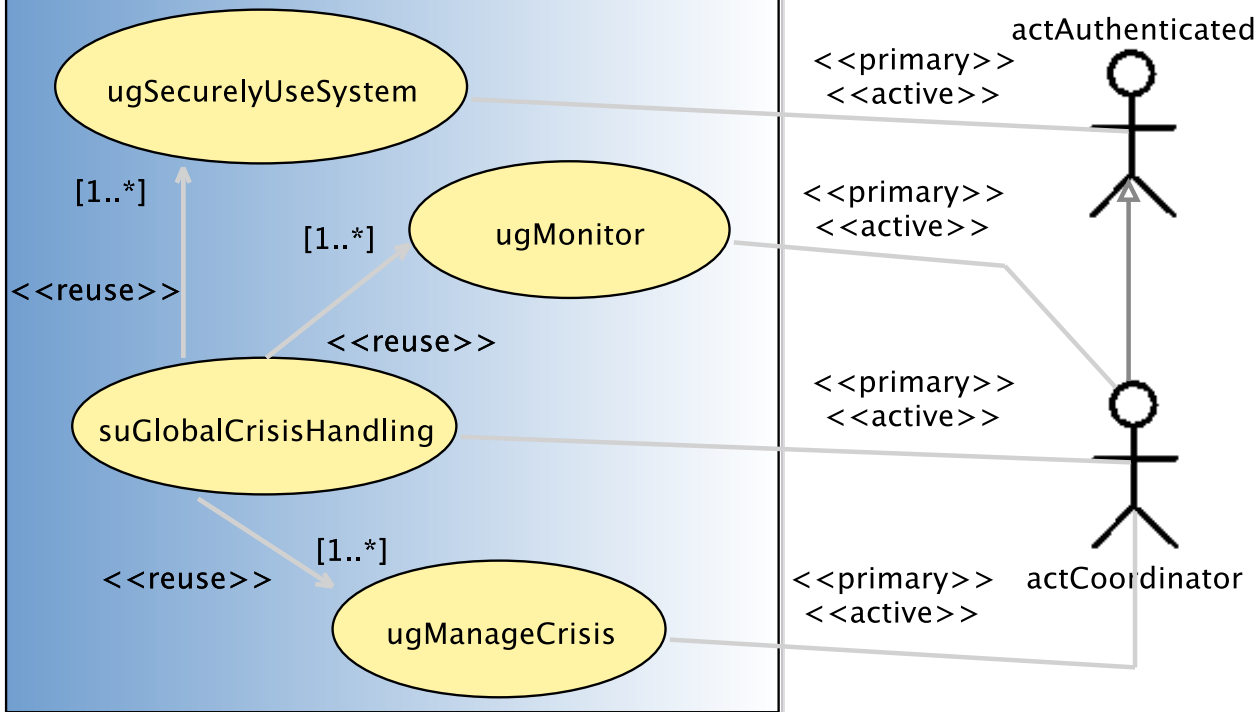 actAuthenticated
<<primary>>
<<active>>
ugSecurelyUseSystem
[1..*]
<<primary>>
<<active>>
[1..*]
ugMonitor
<<reuse>>
<<reuse>>
<<primary>>
<<active>>
suGlobalCrisisHandling
[1..*]
<<reuse>>
<<primary>>
<<active>>
actCoordinator
ugManageCrisis